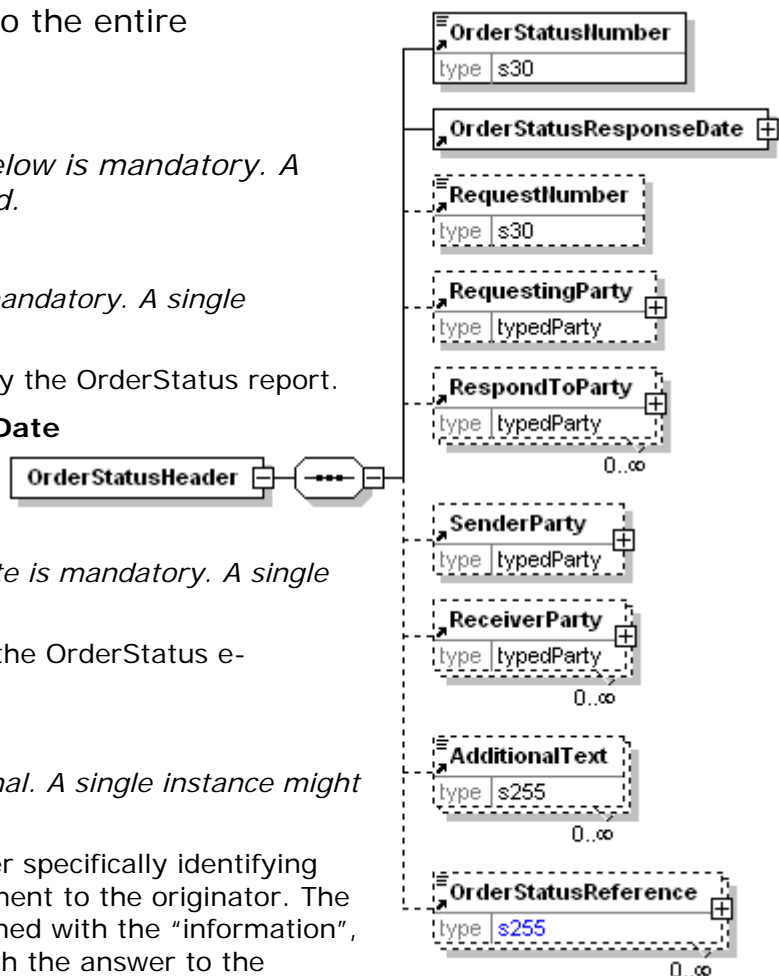 o the entire
elow is mandatory. A
d.
andatory. A single
y the OrderStatus report.
Date
te is mandatory. A single
the OrderStatus e-
nal. A single instance might
er specifically identifying
ment to the originator. The
ned with the “information”,
h the answer to the
OrderStatusHeader
OrderStatusNumber
type s30
OrderStatusResponseDate
RequestNumber
type s30
RequestingParty
type typedParty
RespondToParty
type typedParty
0..∞
SenderParty
type typedParty
ReceiverParty
type typedParty
0..∞
AdditionalText
type s255
0..∞
OrderStatusReference
type s255
0..∞